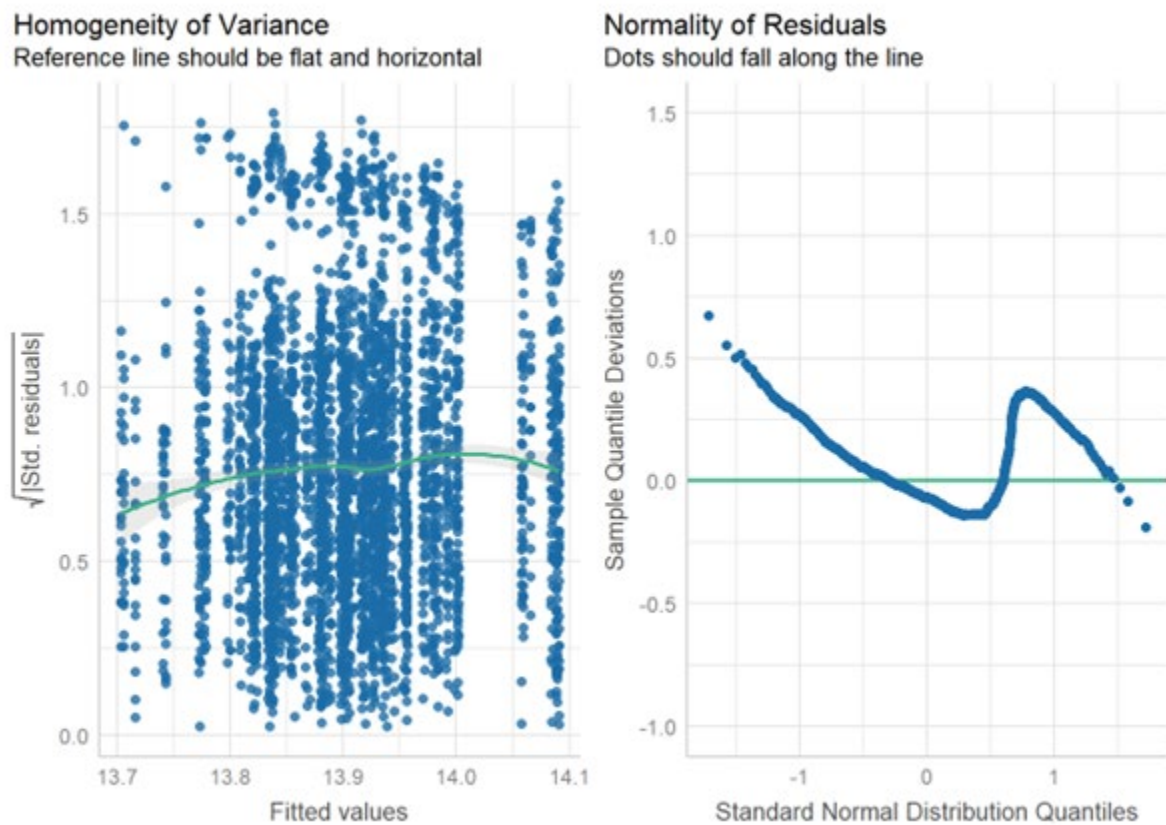 Homogeneity of Variance
Reference line should be flat and horizontal
√|Std. residuals|
1.5
1.0
0.5
0.0
13.7 13.8 13.9 14.0 14.1
Fitted values
Normality of Residuals
Dots should fall along the line
Sample Quantile Deviations
1.5
1.0
0.5
0.0
-0.5
-1.0
-1 0 1
Standard Normal Distribution Quantiles